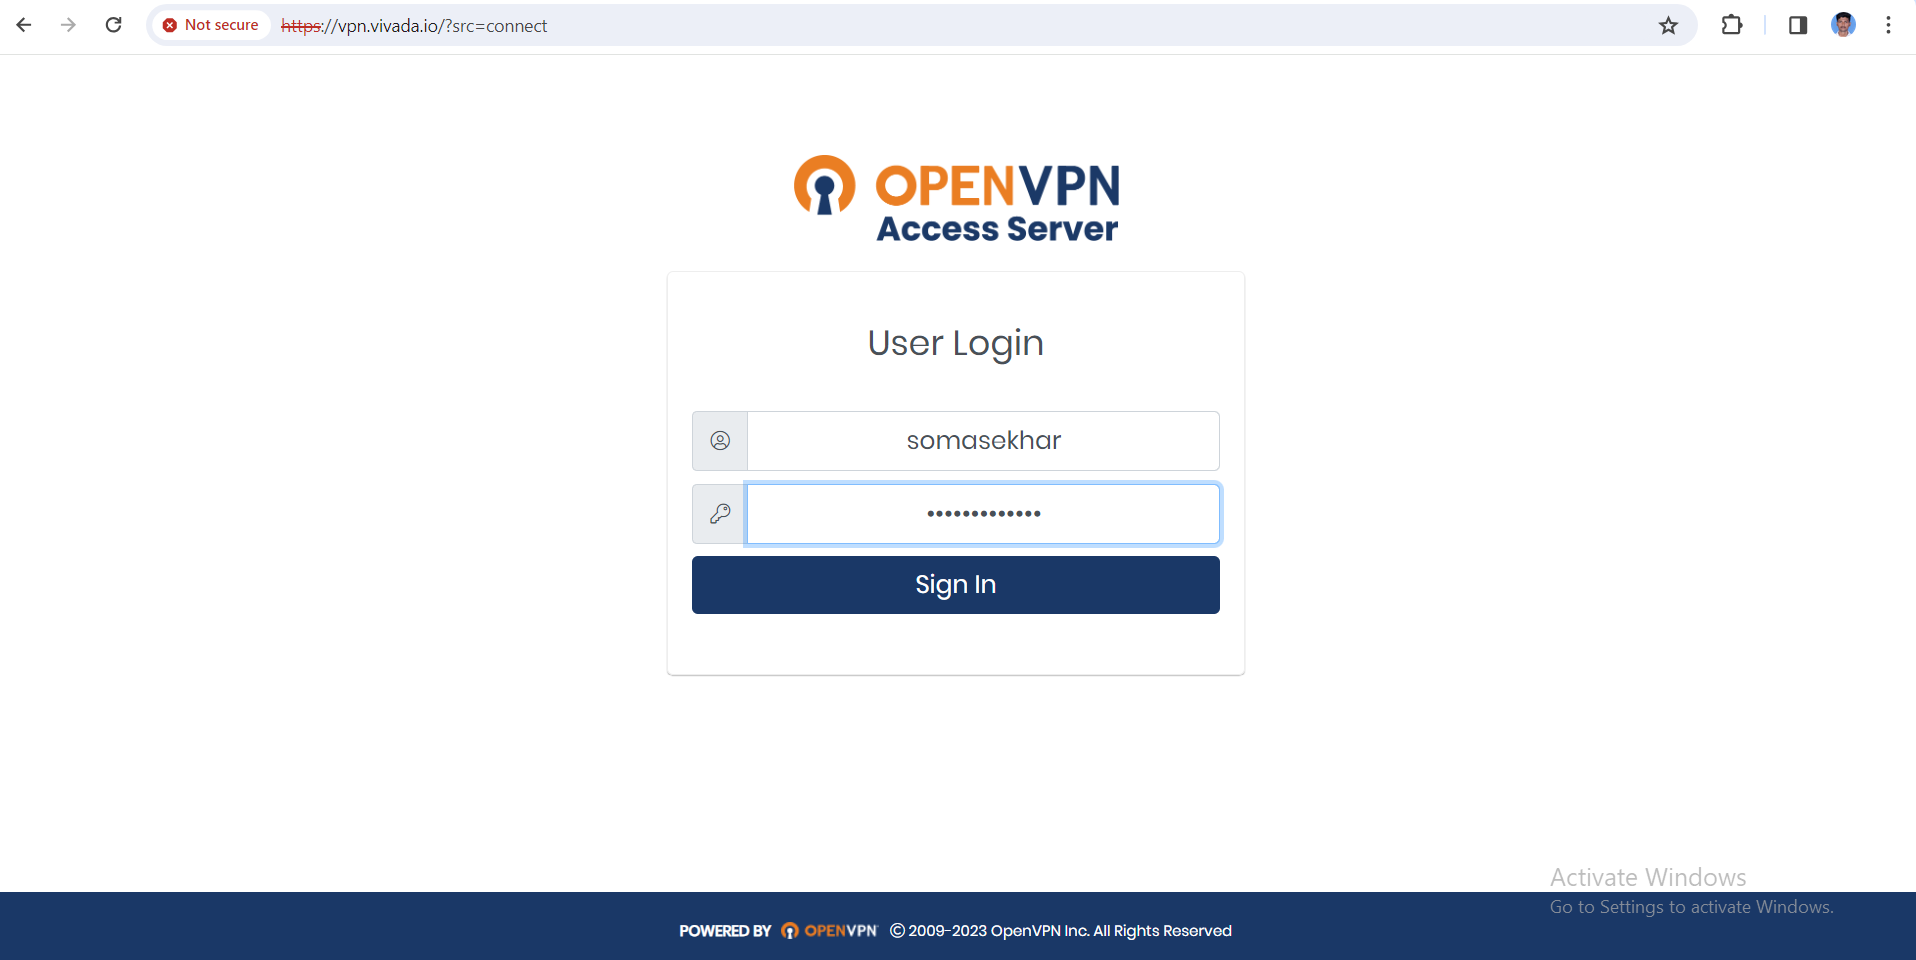 Not secure https://vpn.vivada.io/?src=connect
OPENVPN
Access Server
User Login
somasekhar
•••••••••••••
Sign In
Activate Windows
Go to Settings to activate Windows.
POWERED BY OPENVPN © 2009-2023 OpenVPN Inc. All Rights Reserved